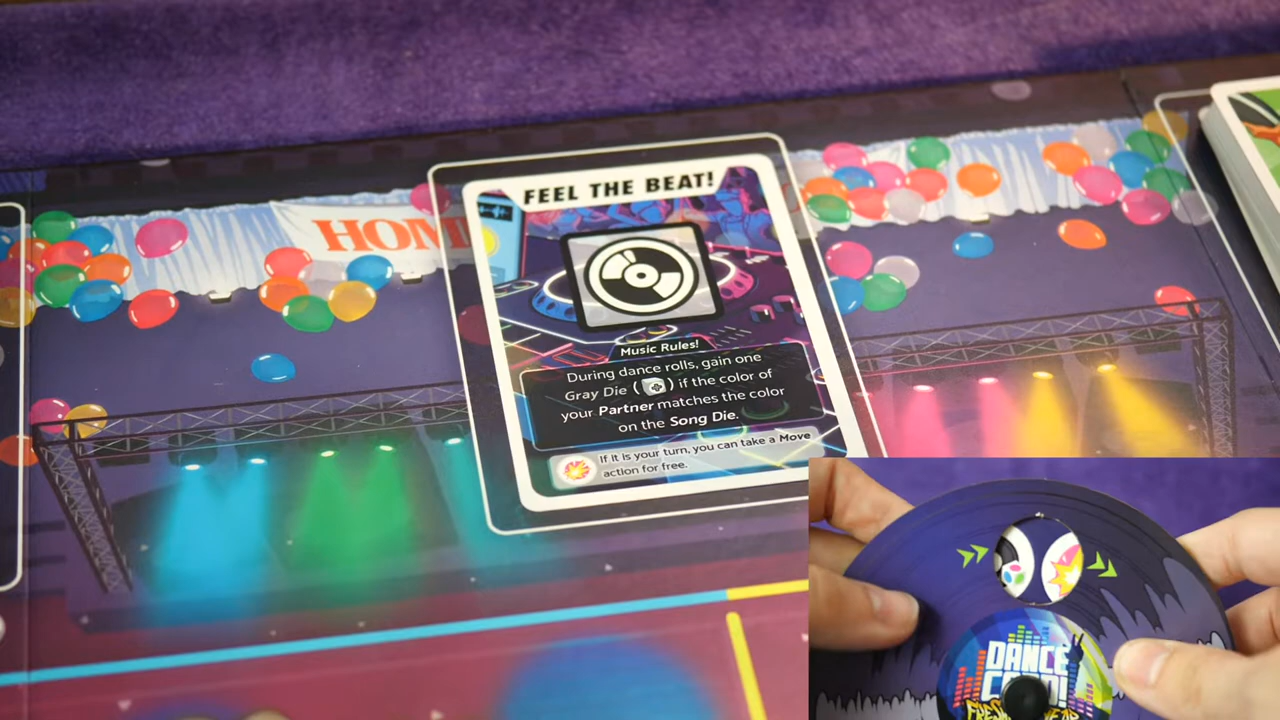 FEEL THE BEAT!
HOM
Music Rules!
During dance rolls, gain one
Gray Die ( ) if the color of
your Partner matches the color
on the Song Die.
If it is your turn, you can take a Move
action for free.
DANCE